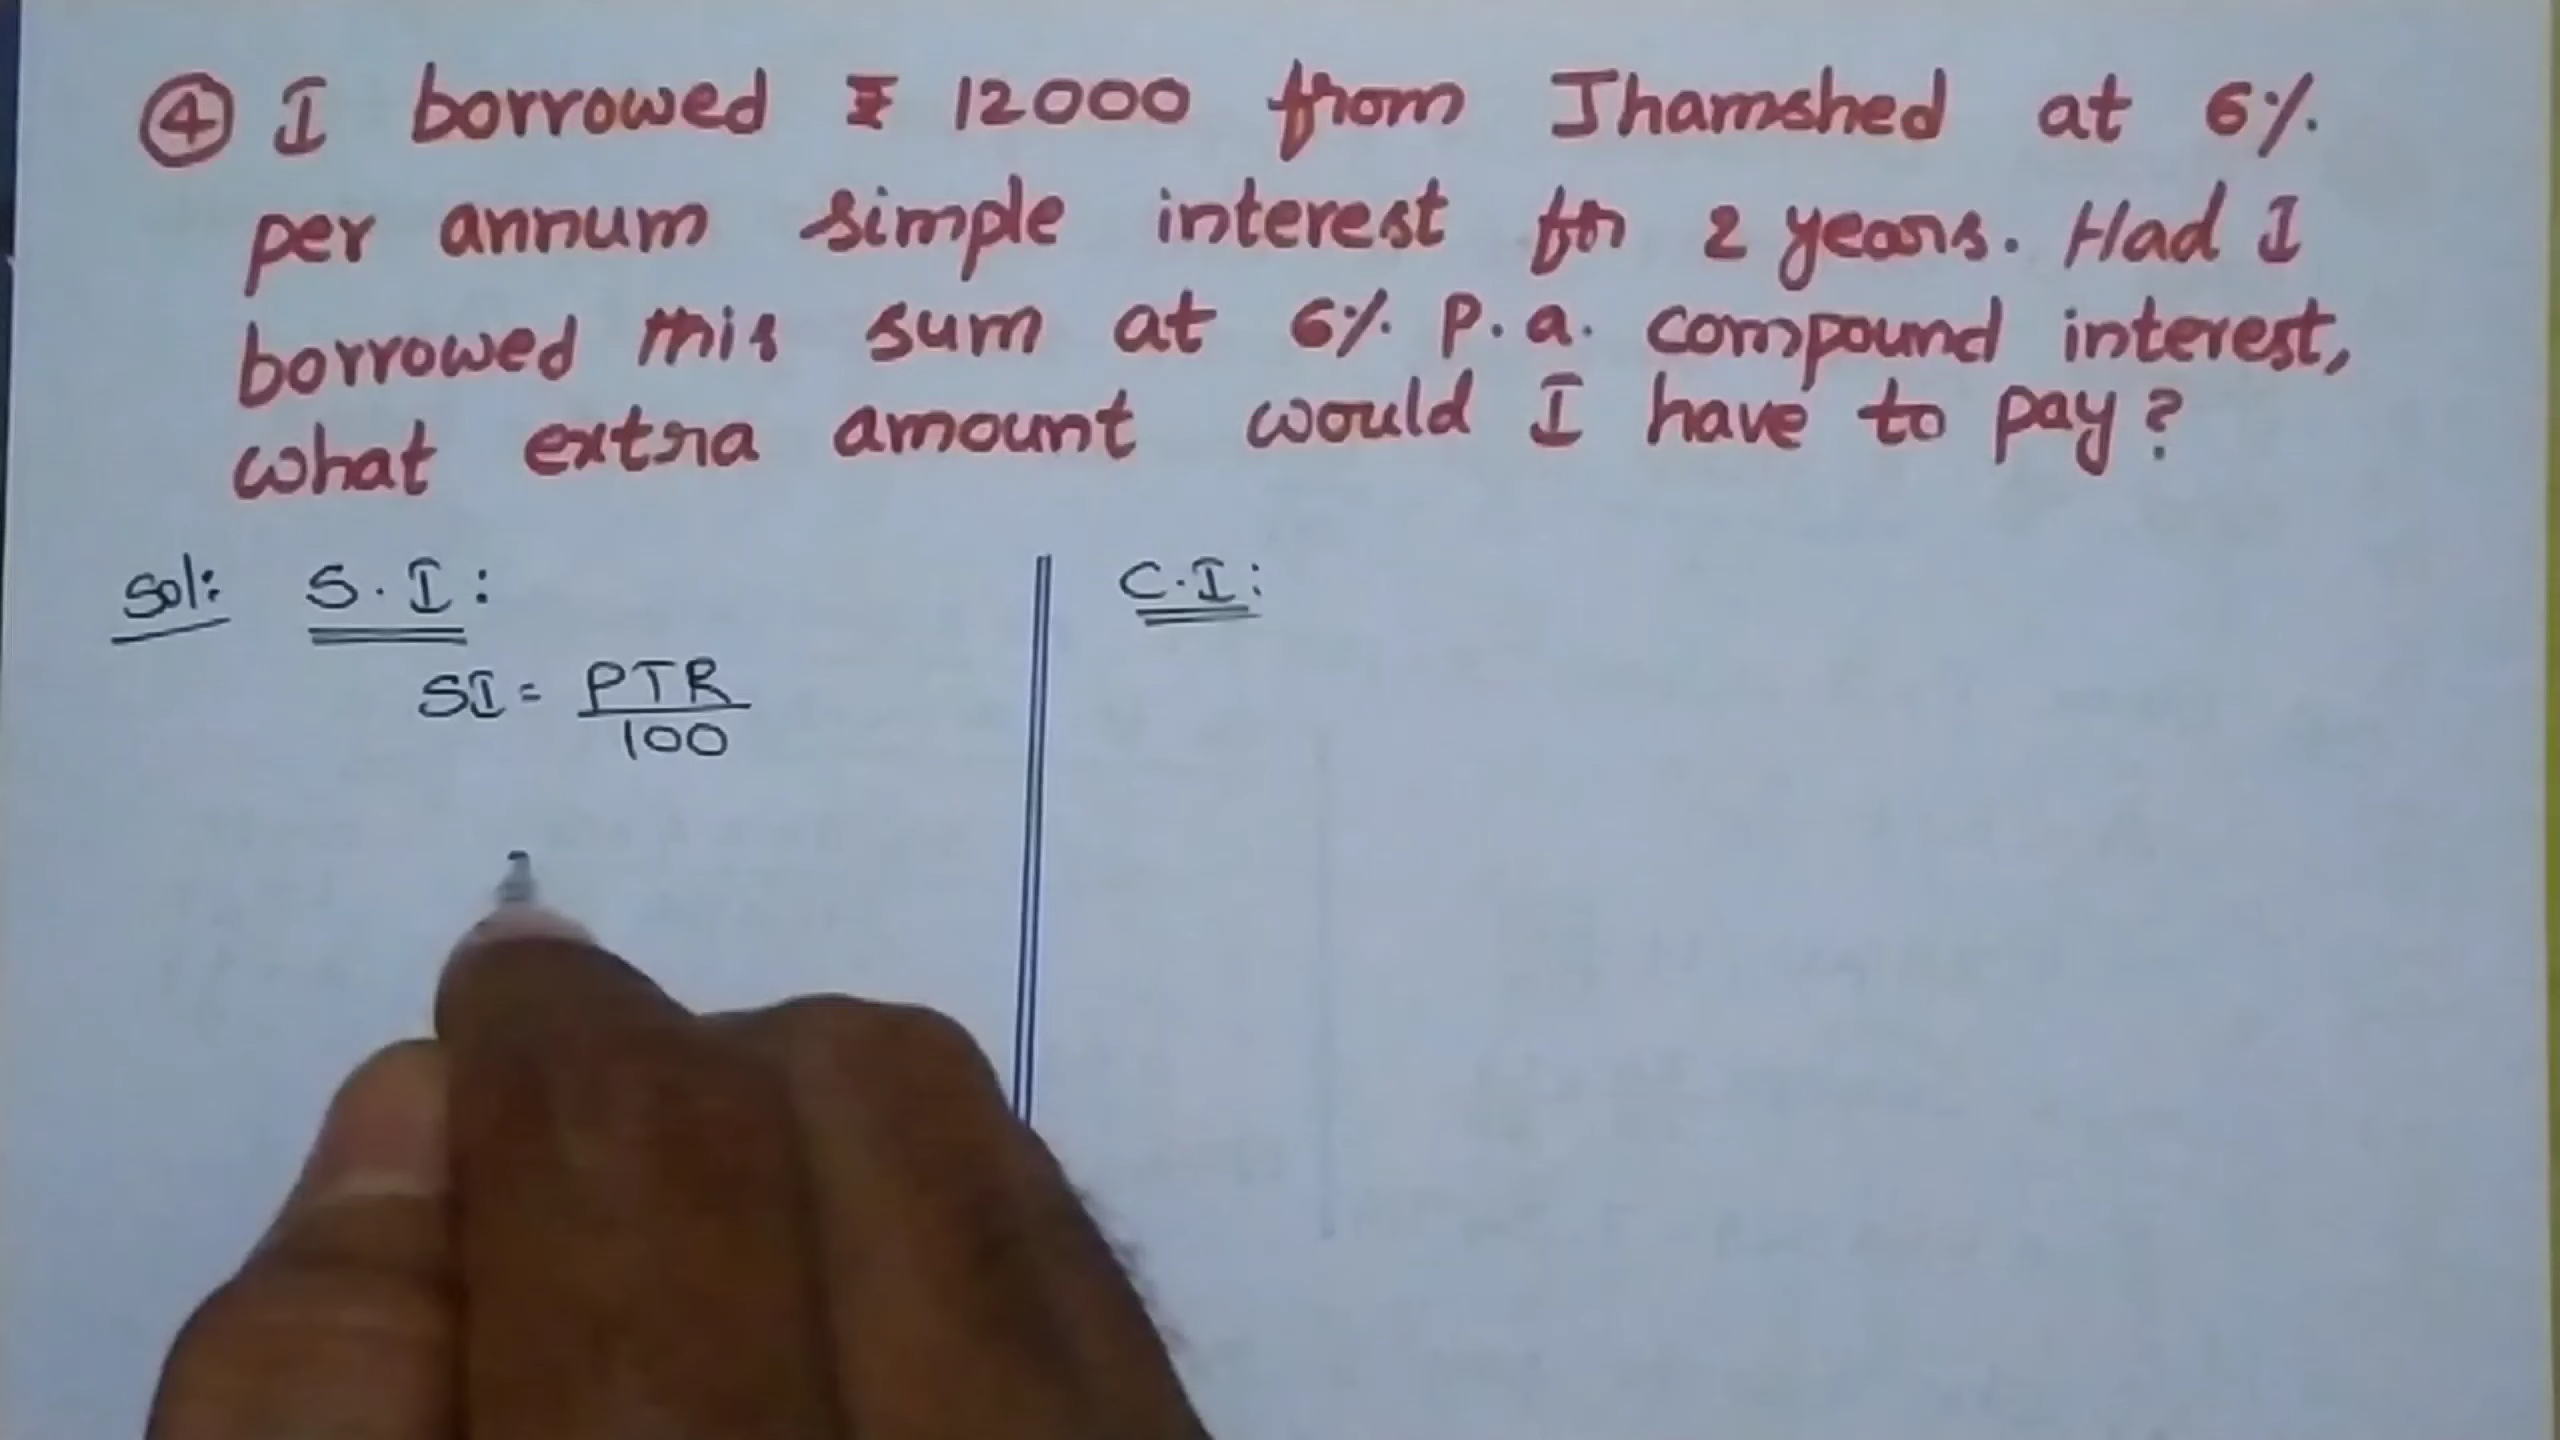 ④ I borrowed ₹ 12000 from Jhamshed at 6%
per annum simple interest for 2 years. Had I
borrowed this sum at 6% P.a. compound interest,
what extra amount would I have to pay?
Sol: S.I: C.I:
SI = PTR
100